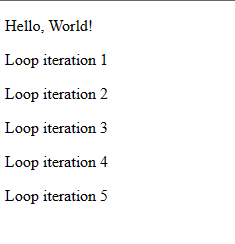 Hello, World!
Loop iteration 1
Loop iteration 2
Loop iteration 3
Loop iteration 4
Loop iteration 5